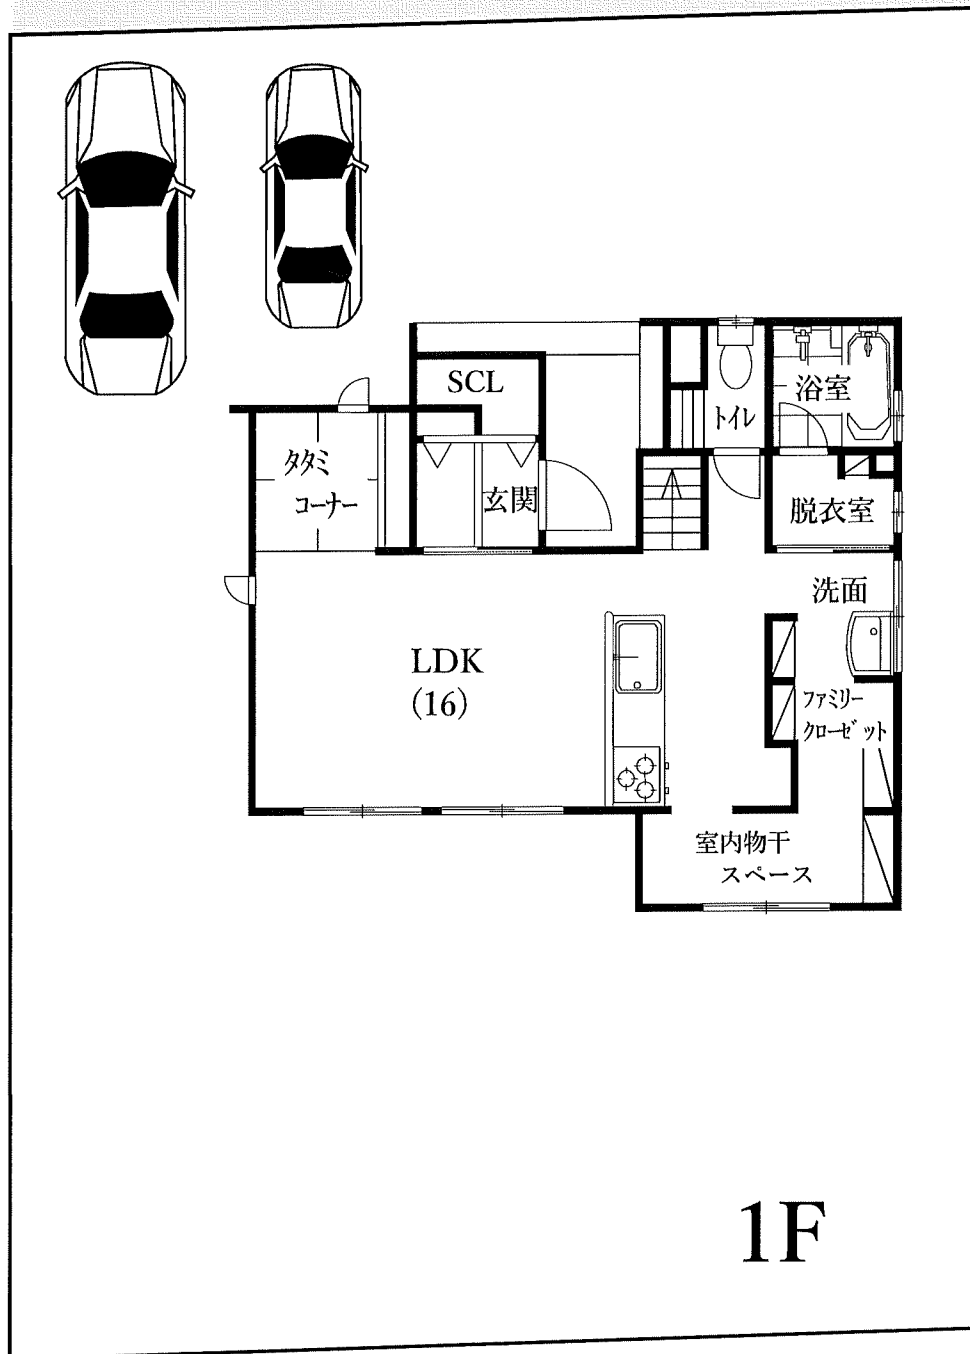 SCL
浴室
トイレ
タタミ
コーナー
玄関
脱衣室
洗面
LDK
(16)
ファミリー
クローゼット
室内物干
スペース
1F